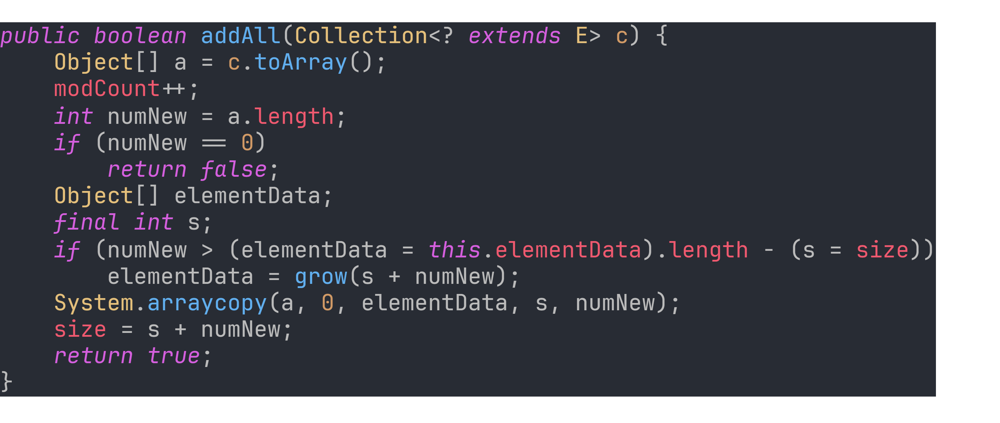 public boolean addAll(Collection<? extends E> c) {
    Object[] a = c.toArray();
    modCount++;
    int numNew = a.length;
    if (numNew == 0)
        return false;
    Object[] elementData;
    final int s;
    if (numNew > (elementData = this.elementData).length - (s = size))
        elementData = grow(s + numNew);
    System.arraycopy(a, 0, elementData, s, numNew);
    size = s + numNew;
    return true;
}